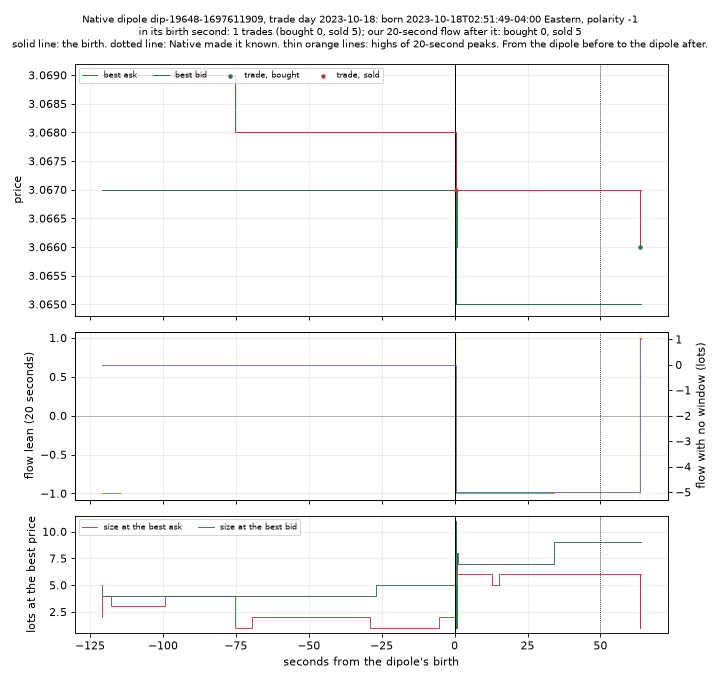 Native dipole dip-19648-1697611909, trade day 2023-10-18: born 2023-10-18T02:51:49-04:00 Eastern, polarity -1
in its birth second: 1 trades (bought 0, sold 5); our 20-second flow after it: bought 0, sold 5
solid line: the birth. dotted line: Native made it known. thin orange lines: highs of 20-second peaks. From the dipole before to the dipole after.
best ask best bid trade, bought trade, sold
3.0690
3.0685
3.0680
3.0675
3.0670
3.0665
3.0660
3.0655
3.0650
price
1.0
0.5
0.0
−0.5
−1.0
flow lean (20 seconds)
1
0
−1
−2
−3
−4
−5
flow with no window (lots)
size at the best ask size at the best bid
10.0
7.5
5.0
2.5
lots at the best price
−125 −100 −75 −50 −25 0 25 50
seconds from the dipole's birth